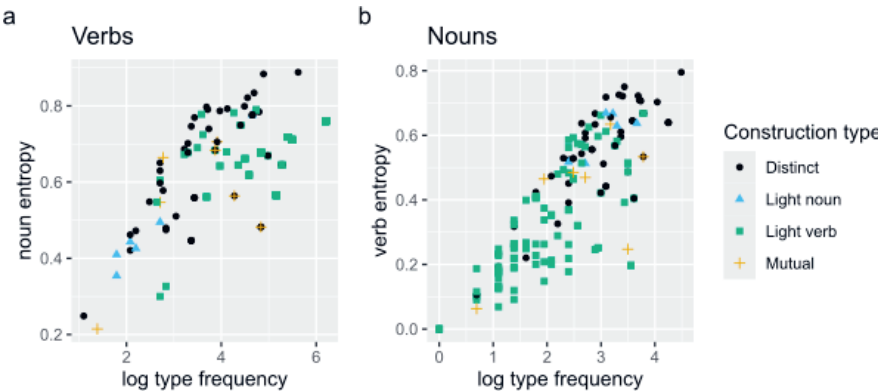 a
Verbs
noun entropy
0.8
0.6
0.4
0.2
2
4
6
log type frequency
b
Nouns
verb entropy
0.8
0.6
0.4
0.2
0.0
0
1
2
3
4
log type frequency
Construction type
Distinct
Light noun
Light verb
Mutual